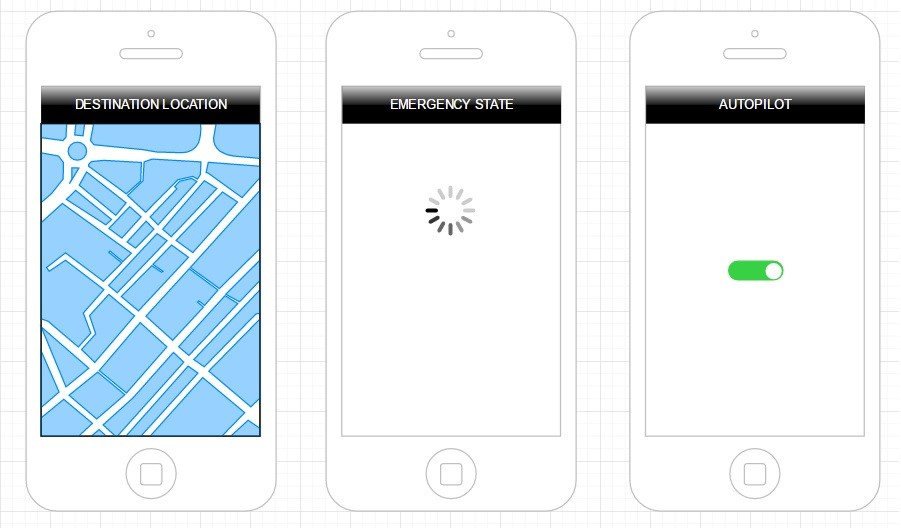 DESTINATION LOCATION
EMERGENCY STATE
AUTOPILOT